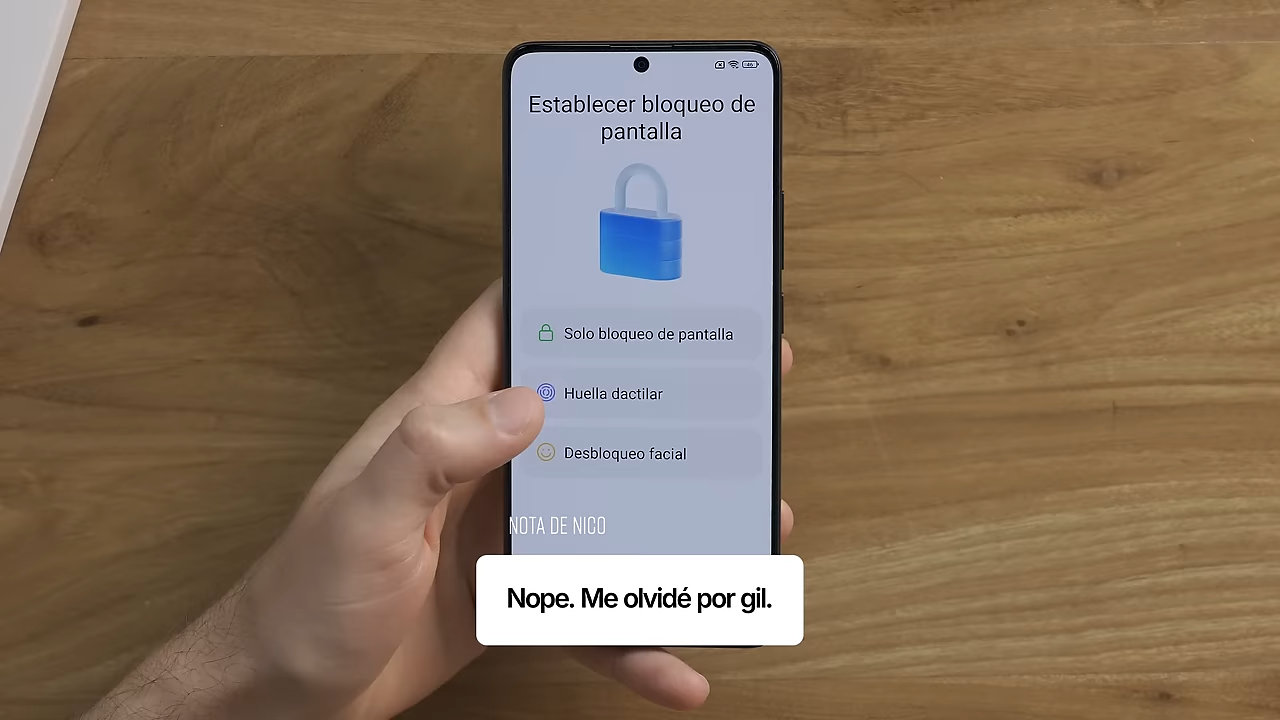 Establecer bloqueo de
pantalla
Solo bloqueo de pantalla
Huella dactilar
Desbloqueo facial
NOTA DE NICO
Nope. Me olvidé por gil.